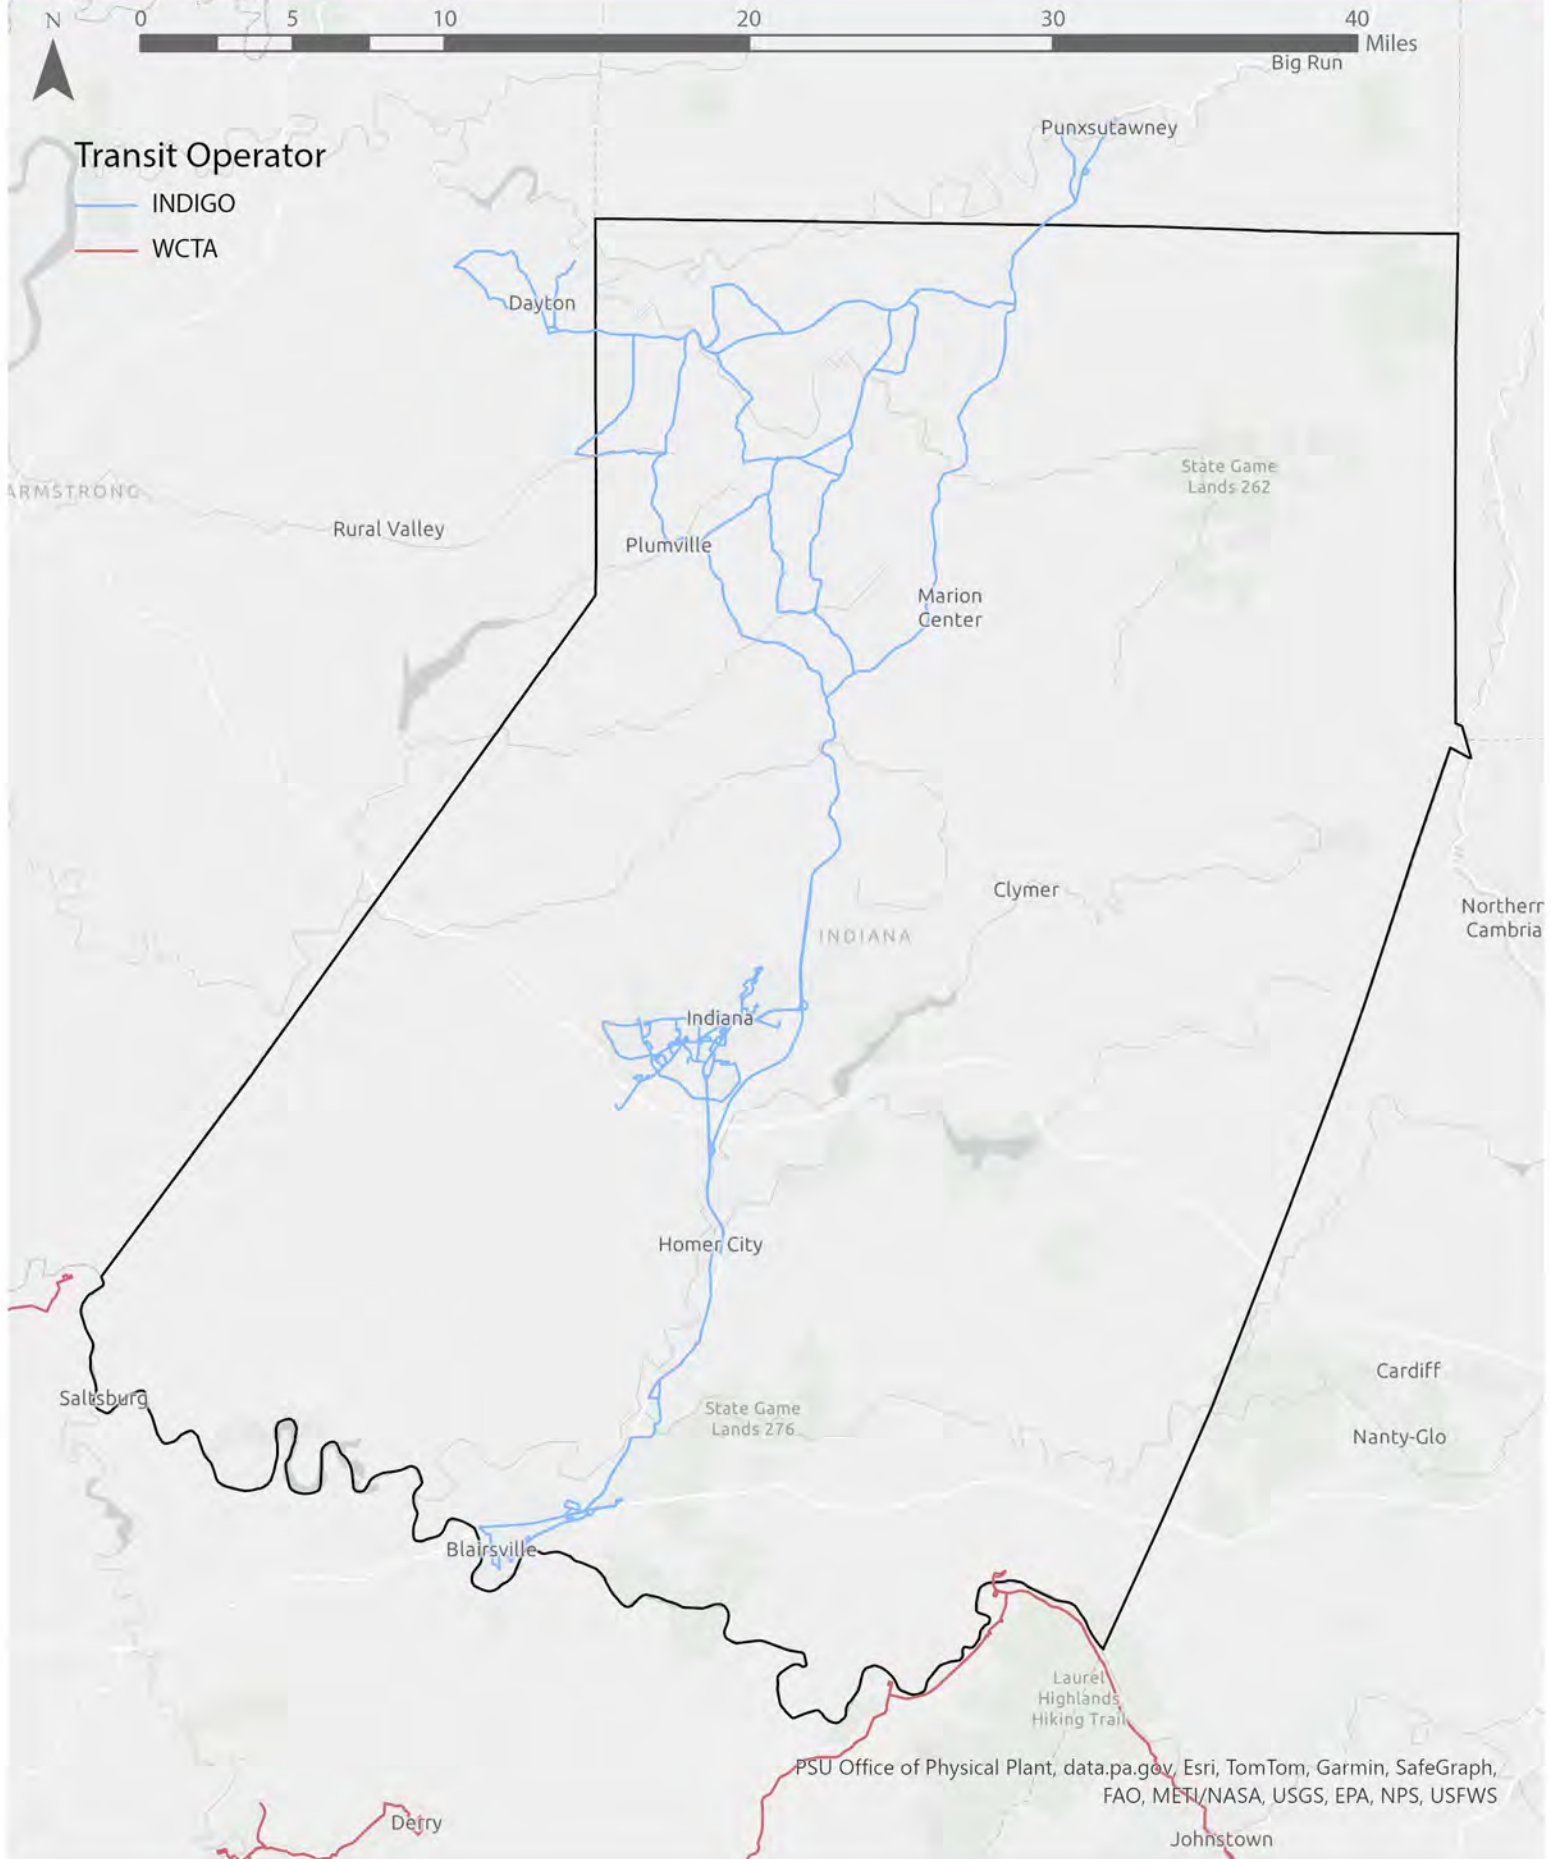 N
0 5 10 20 30 40
Miles
Big Run
Punxsutawney
Transit Operator
INDIGO
WCTA
Dayton
ARMSTRONG
State Game
Lands 262
Rural Valley
Plumville
Marion
Center
Clymer
Northern
Cambria
INDIANA
Indiana
Homer City
Cardiff
Saltsburg
State Game
Lands 276
Nanty-Glo
Blairsville
Laurel
Highlands
Hiking Trail
PSU Office of Physical Plant, data.pa.gov, Esri, TomTom, Garmin, SafeGraph,
FAO, METI/NASA, USGS, EPA, NPS, USFWS
Derry
Johnstown